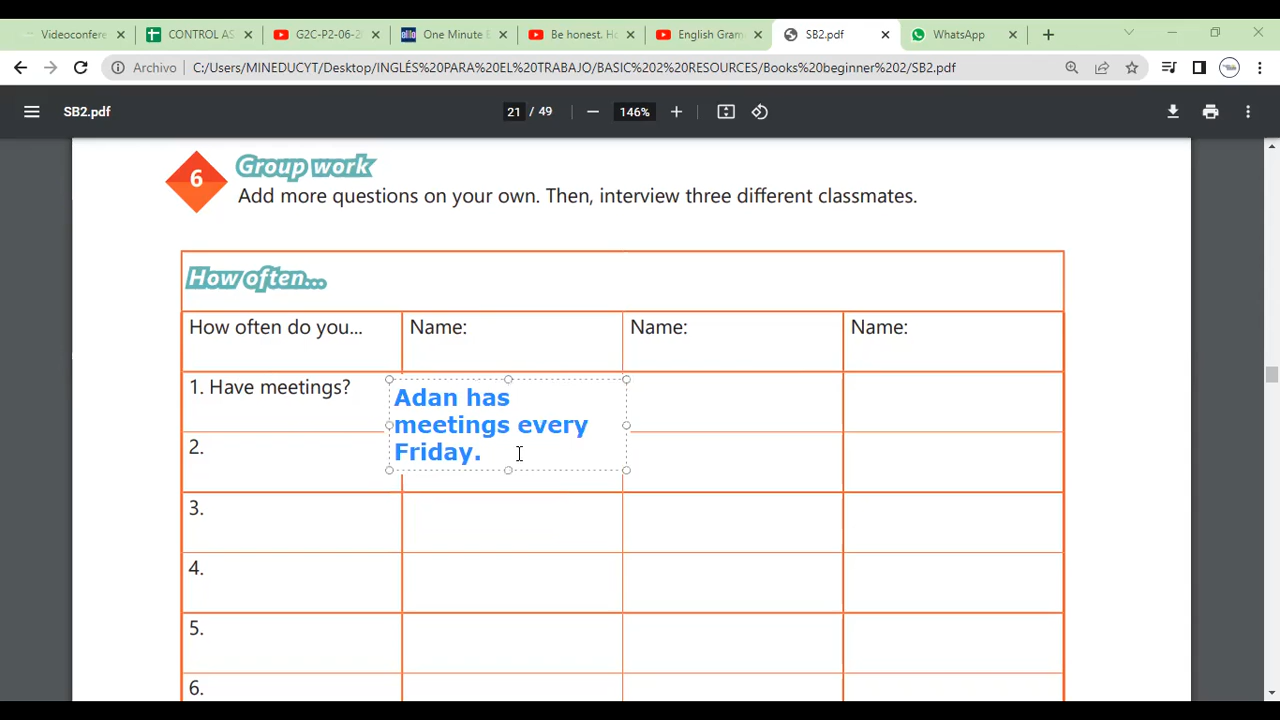 Videoconfere
CONTROL AS
G2C-P2-06-2
ello
One Minute E
Be honest. Ho
English Gram
SB2.pdf
WhatsApp
Archivo
C:/Users/MINEDUCYT/Desktop/INGLÉS%20PARA%20EL%20TRABAJO/BASIC%202%20RESOURCES/Books%20beginner%202/SB2.pdf
SB2.pdf
21 / 49
146%
6
Group work
Add more questions on your own. Then, interview three different classmates.
How often...
How often do you... Name: Name: Name:
1. Have meetings?
Adan has
meetings every
Friday.
2.
3.
4.
5.
6.